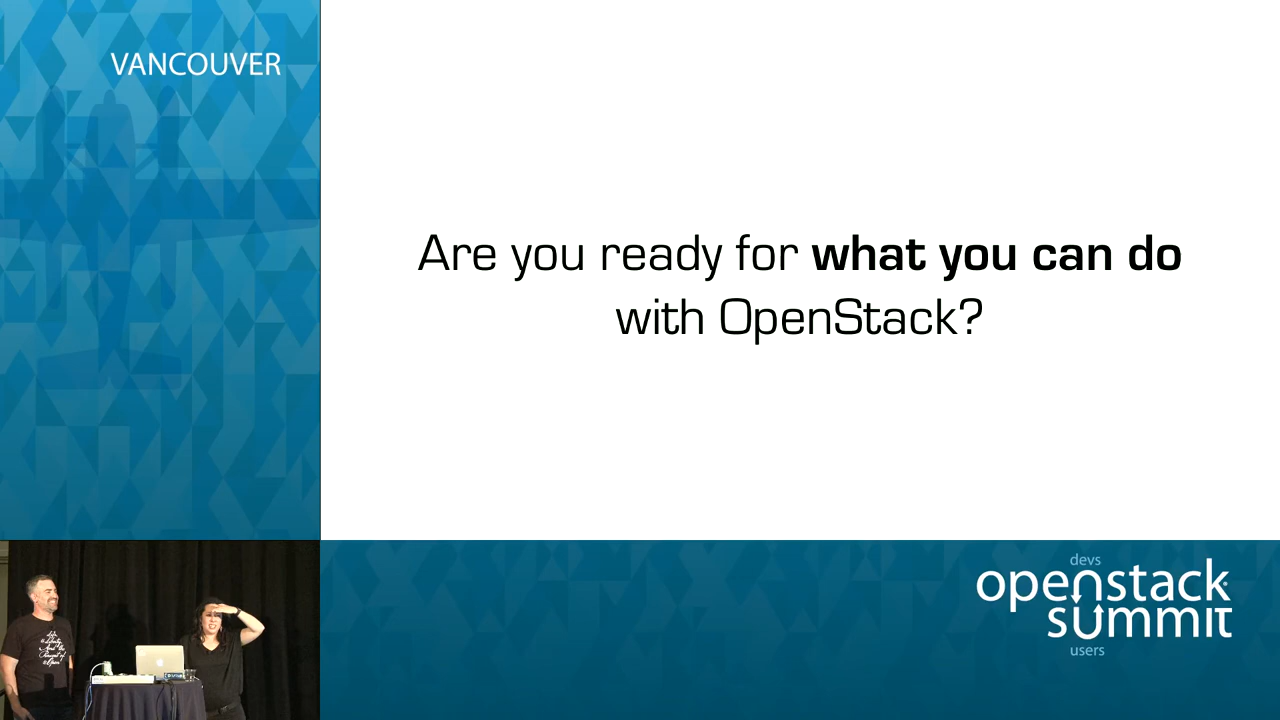 VANCOUVER
Are you ready for what you can do
with OpenStack?
devs
openstack
summit
users